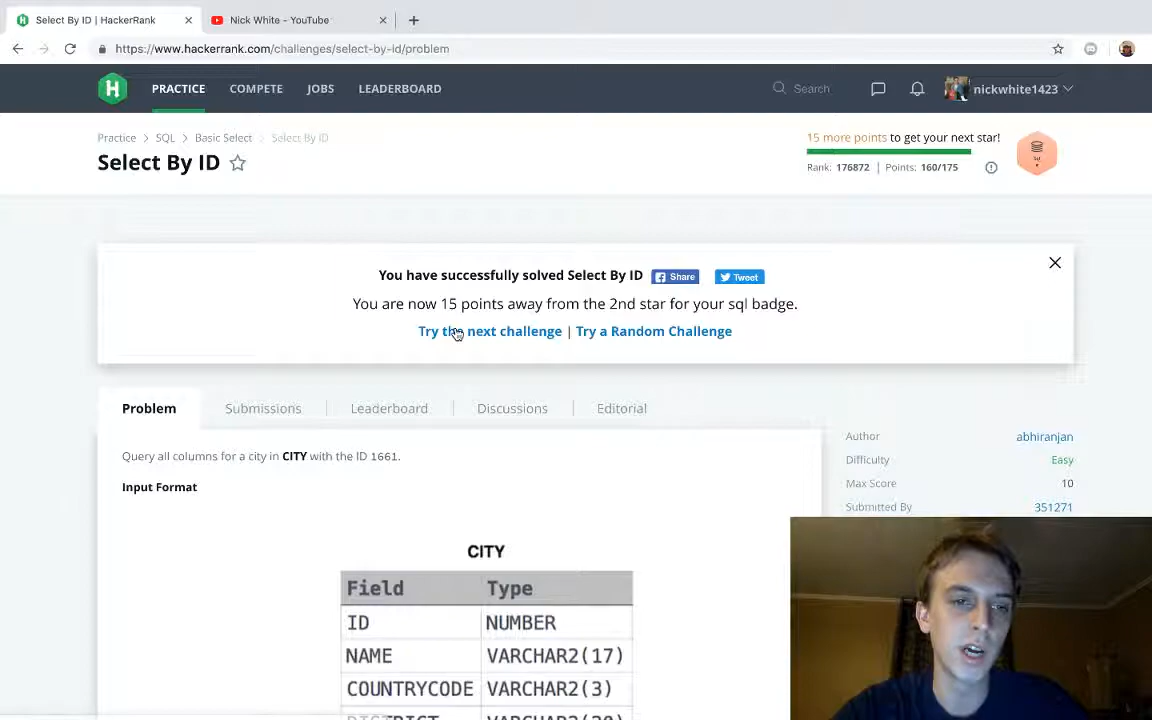 Select By ID | HackerRank
Nick White - YouTube
https://www.hackerrank.com/challenges/select-by-id/problem
H PRACTICE COMPETE JOBS LEADERBOARD Search nickwhite1423
Practice > SQL > Basic Select > Select By ID
Select By ID
15 more points to get your next star!
Rank: 176872 | Points: 160/175
You have successfully solved Select By ID Share Tweet
You are now 15 points away from the 2nd star for your sql badge.
Try the next challenge | Try a Random Challenge
Problem Submissions Leaderboard Discussions Editorial
Query all columns for a city in CITY with the ID 1661.
Input Format
Author abhiranjan
Difficulty Easy
Max Score 10
Submitted By 351271
CITY
Field Type
ID NUMBER
NAME VARCHAR2(17)
COUNTRYCODE VARCHAR2(3)